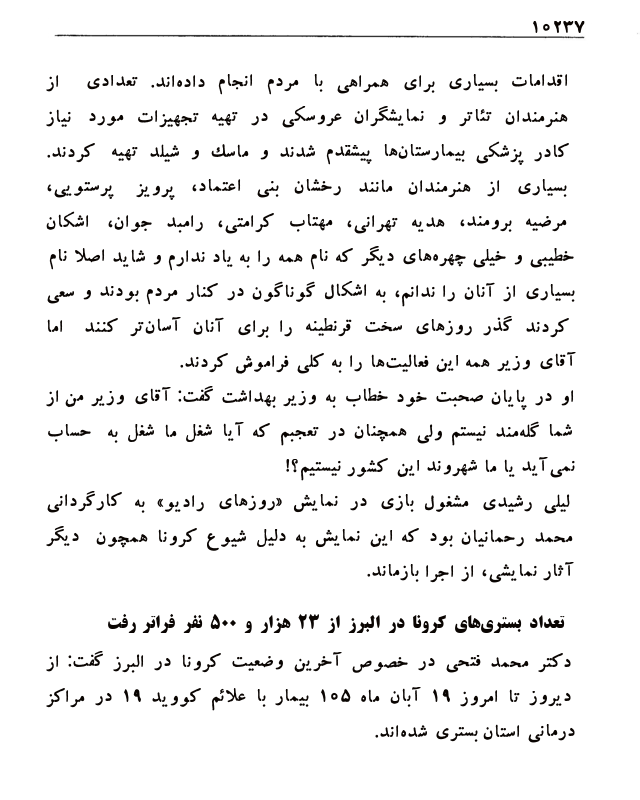 ۱۰۲۳۷
اقدامات بسیاری برای همراهی با مردم انجام داده‌اند. تعدادی از
هنرمندان تئاتر و نمایشگران عروسکی در تهیه تجهیزات مورد نیاز
کادر پزشکی بیمارستان‌ها پیشقدم شدند و ماسك و شیلد تهیه کردند.
بسیاری از هنرمندان مانند رخشان بنی اعتماد، پرویز پرستویی،
مرضیه برومند، هدیه تهرانی، مهتاب کرامتی، رامبد جوان، اشکان
خطیبی و خیلی چهره‌های دیگر که نام همه را به یاد ندارم و شاید اصلا نام
بسیاری از آنان را ندانم، به اشکال گوناگون در کنار مردم بودند و سعی
کردند گذر روزهای سخت قرنطینه را برای آنان آسان‌تر کنند اما
آقای وزیر همه این فعالیت‌ها را به کلی فراموش کردند.
او در پایان صحبت خود خطاب به وزیر بهداشت گفت: آقای وزیر من از
شما گله‌مند نیستم ولی همچنان در تعجبم که آیا شغل ما شغل به حساب
نمی‌آید یا ما شهروند این کشور نیستیم؟!
لیلی رشیدی مشغول بازی در نمایش «روزهای رادیو» به کارگردانی
محمد رحمانیان بود که این نمایش به دلیل شیوع کرونا همچون دیگر
آثار نمایشی، از اجرا بازماند.
تعداد بستری‌های کرونا در البرز از ۲۳ هزار و ۵۰۰ نفر فراتر رفت
دکتر محمد فتحی در خصوص آخرین وضعیت کرونا در البرز گفت: از
دیروز تا امروز ۱۹ آبان ماه ۱۰۵ بیمار با علائم کووید ۱۹ در مراکز
درمانی استان بستری شده‌اند.